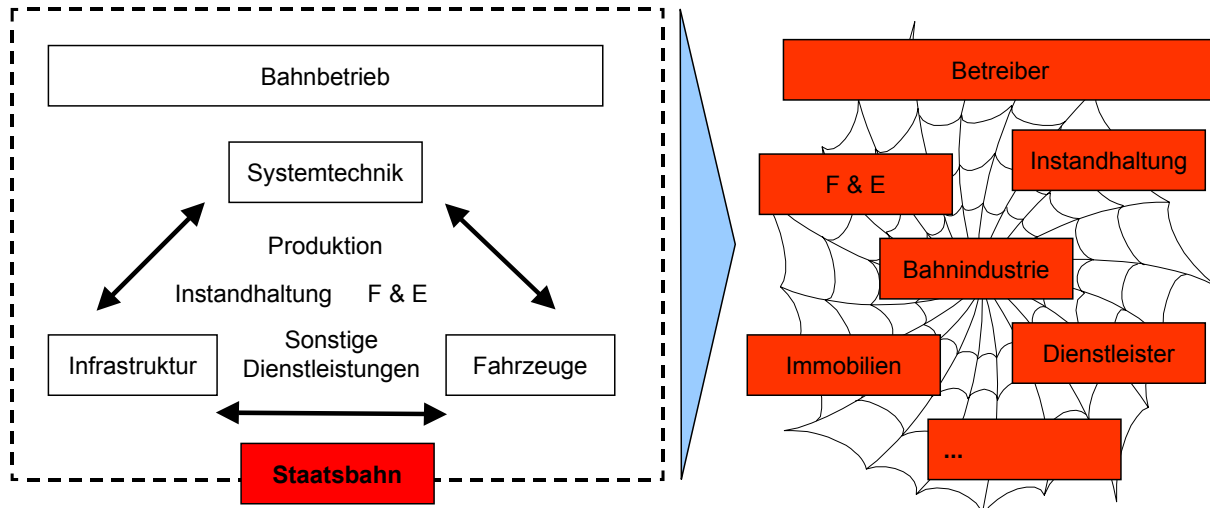 Bahnbetrieb
Systemtechnik
Produktion
Instandhaltung F & E
Sonstige
Dienstleistungen
Infrastruktur
Fahrzeuge
Staatsbahn
Betreiber
Instandhaltung
F & E
Bahnindustrie
Immobilien
Dienstleister
...